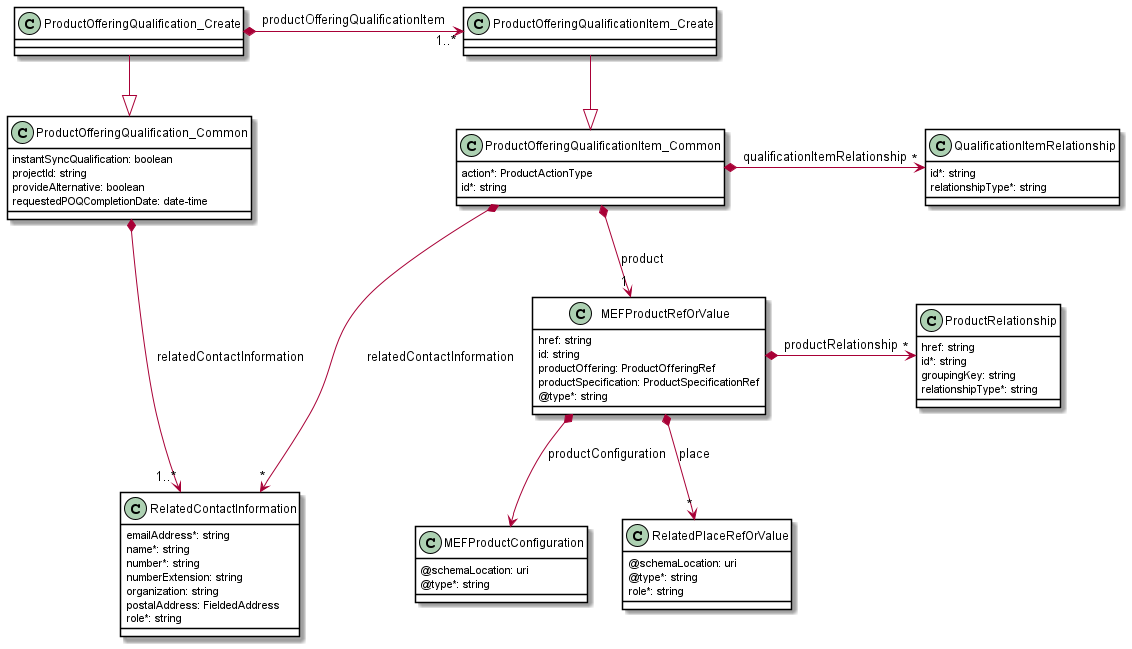 C ProductOfferingQualification_Create
productOfferingQualificationItem
1..*
C ProductOfferingQualificationItem_Create
C ProductOfferingQualification_Common
instantSyncQualification: boolean
projectId: string
provideAlternative: boolean
requestedPOQCompletionDate: date-time
C ProductOfferingQualificationItem_Common
action*: ProductActionType
id*: string
qualificationItemRelationship
*
C QualificationItemRelationship
id*: string
relationshipType*: string
product
1
relatedContactInformation
1..*
relatedContactInformation
*
C MEFProductRefOrValue
href: string
id: string
productOffering: ProductOfferingRef
productSpecification: ProductSpecificationRef
@type*: string
productRelationship
*
C ProductRelationship
href: string
id*: string
groupingKey: string
relationshipType*: string
productConfiguration
place
*
C RelatedContactInformation
emailAddress*: string
name*: string
number*: string
numberExtension: string
organization: string
postalAddress: FieldedAddress
role*: string
C MEFProductConfiguration
@schemaLocation: uri
@type*: string
C RelatedPlaceRefOrValue
@schemaLocation: uri
@type*: string
role*: string